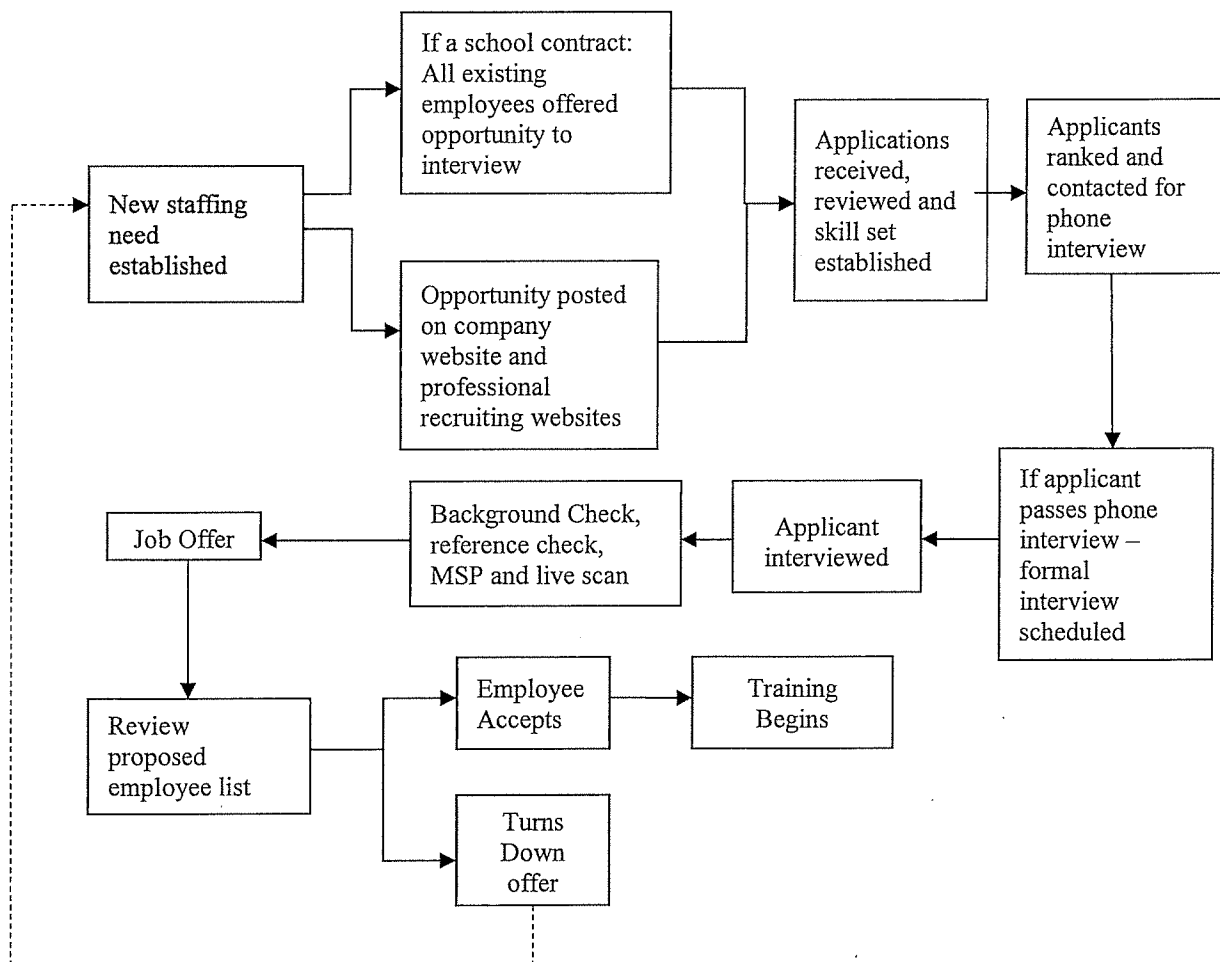 If a school contract:
All existing
employees offered
opportunity to
interview
New staffing
need
established
Opportunity posted
on company
website and
professional
recruiting websites
Applications
received,
reviewed and
skill set
established
Applicants
ranked and
contacted for
phone
interview
If applicant
passes phone
interview –
formal
interview
scheduled
Applicant
interviewed
Background Check,
reference check,
MSP and live scan
Job Offer
Review
proposed
employee list
Employee
Accepts
Training
Begins
Turns
Down
offer